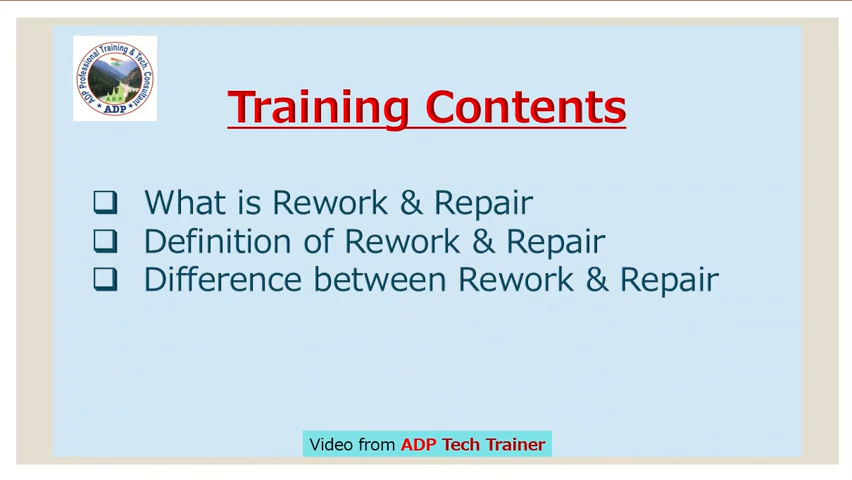 ADP Professional Training & Tech. Consultant
ADP
Training Contents
What is Rework & Repair
Definition of Rework & Repair
Difference between Rework & Repair
Video from ADP Tech Trainer